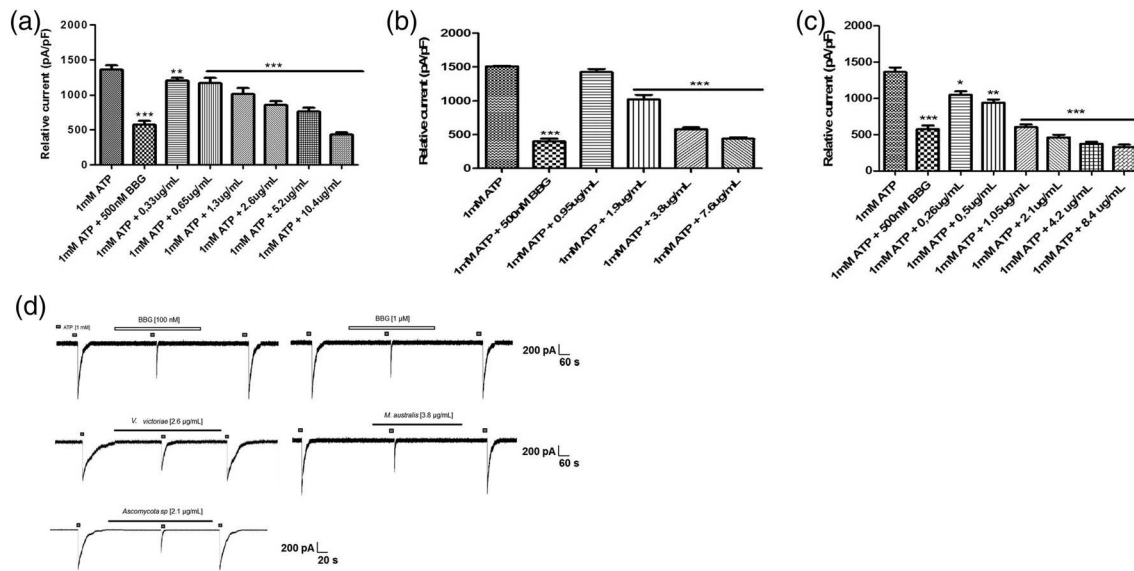 (a)
Relative current (pA/pF)
2000
1500
1000
500
0
***
**
***
1mM ATP
1mM ATP + 500nM BBG
1mM ATP + 0,33ug/mL
1mM ATP + 0,65ug/mL
1mM ATP + 1.3ug/mL
1mM ATP + 2.6ug/mL
1mM ATP + 5.2ug/mL
1mM ATP + 10.4ug/mL
(b)
Relative current (pA/pF)
2000
1500
1000
500
0
***
***
1mM ATP
1mM ATP + 500nM BBG
1mM ATP + 0.95ug/mL
1mM ATP + 1.9ug/mL
1mM ATP + 3.8ug/mL
1mM ATP + 7.6ug/mL
(c)
Relative current (pA/pF)
2000
1500
1000
500
0
***
*
**
***
1mM ATP
1mM ATP + 500nM BBG
1mM ATP + 0,26ug/mL
1mM ATP + 0,5ug/mL
1mM ATP + 1.05ug/mL
1mM ATP + 2.1ug/mL
1mM ATP + 4.2 ug/mL
1mM ATP + 8.4 ug/mL
(d)
ATP [1 mM]
BBG [100 nM]
BBG [1 µM]
200 pA
60 s
V. victoriae [2.6 µg/mL]
M. australis [3.8 µg/mL]
200 pA
60 s
Ascomycota sp [2.1 µg/mL]
200 pA
20 s